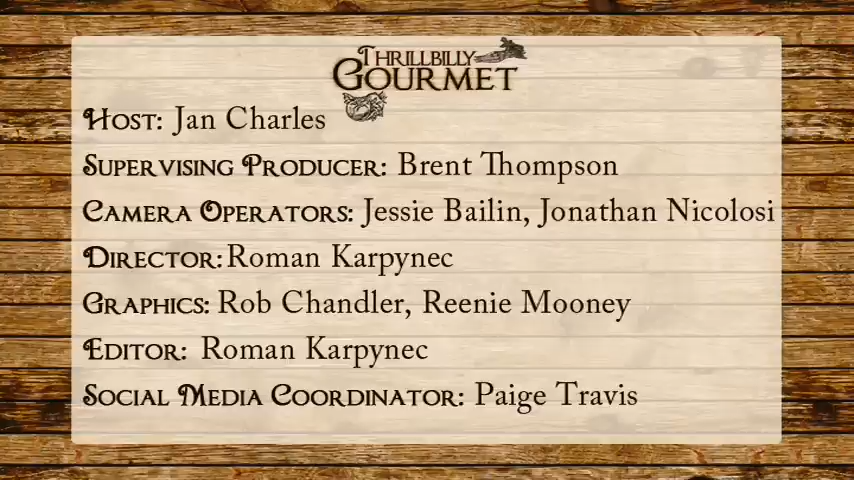 Thrillbilly
Gourmet
Host: Jan Charles
Supervising Producer: Brent Thompson
Camera Operators: Jessie Bailin, Jonathan Nicolosi
Director: Roman Karpynec
Graphics: Rob Chandler, Reenie Mooney
Editor: Roman Karpynec
Social Media Coordinator: Paige Travis